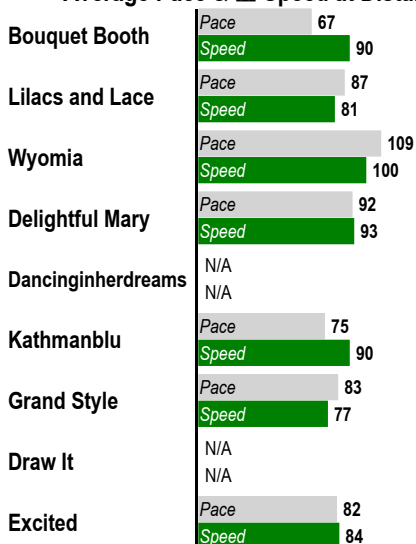 Bouquet Booth
Pace 67
Speed 90
Lilacs and Lace
Pace 87
Speed 81
Wyomia
Pace 109
Speed 100
Delightful Mary
Pace 92
Speed 93
Dancinginherdreams
N/A
N/A
Kathmanblu
Pace 75
Speed 90
Grand Style
Pace 83
Speed 77
Draw It
N/A
N/A
Excited
Pace 82
Speed 84